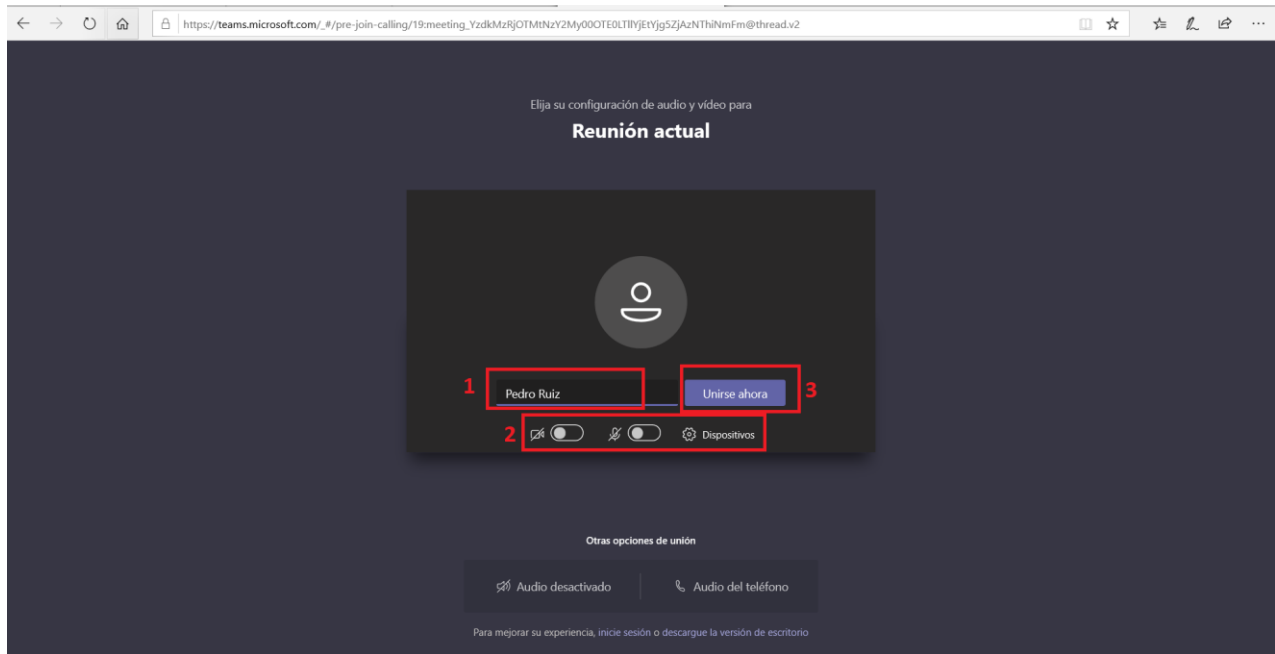 https://teams.microsoft.com/_#/pre-join-calling/19:meeting_YzdkMzRjOTMtNzY2My00OTE0LTllYjEtYjg5ZjAzNThiNmFm@thread.v2
Elija su configuración de audio y vídeo para
Reunión actual
1 Pedro Ruiz Unirse ahora 3
2 Dispositivos
Otras opciones de unión
Audio desactivado Audio del teléfono
Para mejorar su experiencia, inicie sesión o descargue la versión de escritorio